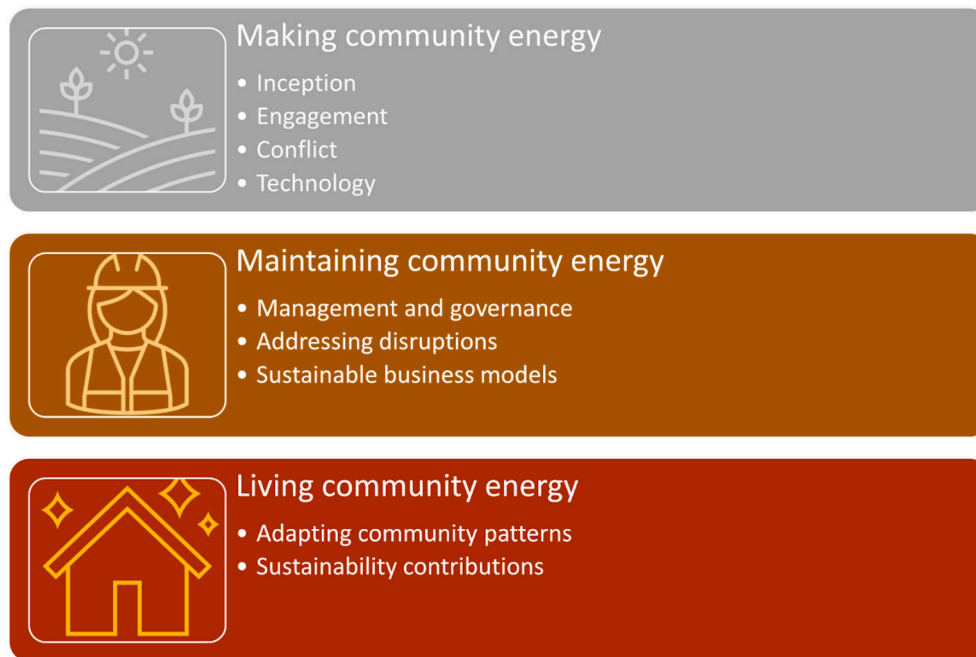 Making community energy
• Inception
• Engagement
• Conflict
• Technology
Maintaining community energy
• Management and governance
• Addressing disruptions
• Sustainable business models
Living community energy
• Adapting community patterns
• Sustainability contributions